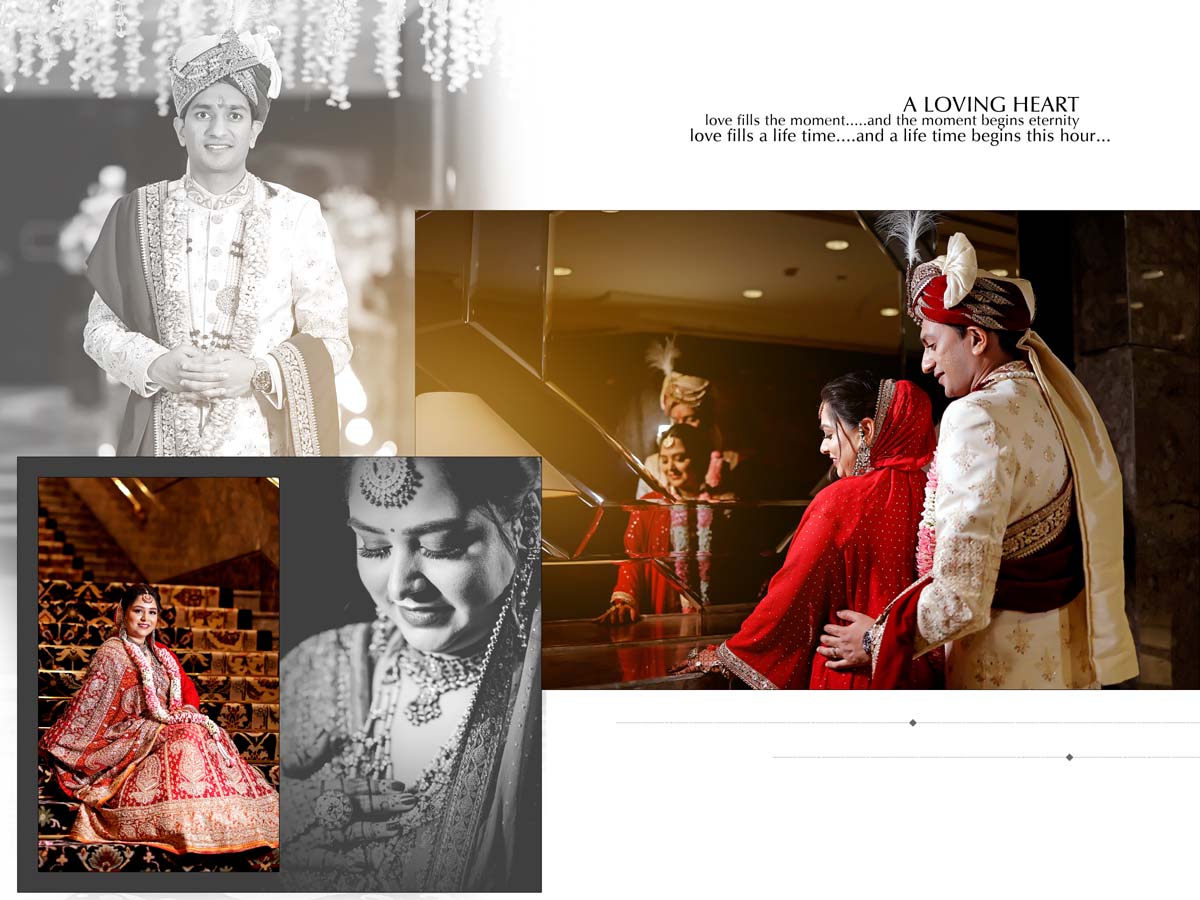 A LOVING HEART
love fills the moment.....and the moment begins eternity
love fills a life time....and a life time begins this hour...